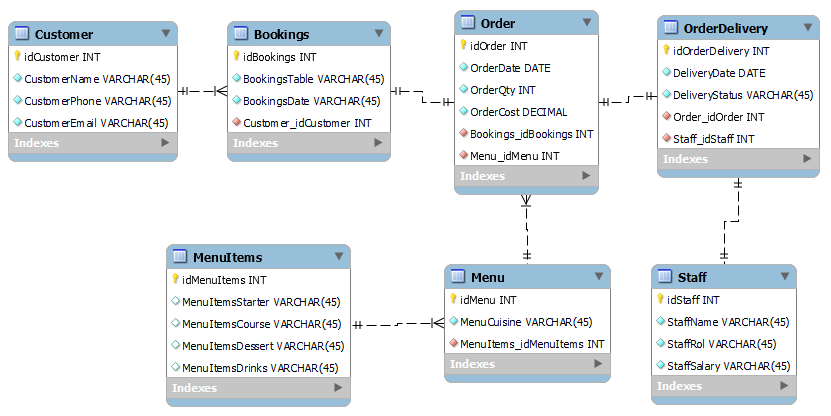 Customer
idCustomer INT
CustomerName VARCHAR(45)
CustomerPhone VARCHAR(45)
CustomerEmail VARCHAR(45)
Indexes
Bookings
idBookings INT
BookingsTable VARCHAR(45)
BookingsDate VARCHAR(45)
Customer_idCustomer INT
Indexes
Order
idOrder INT
OrderDate DATE
OrderQty INT
OrderCost DECIMAL
Bookings_idBookings INT
Menu_idMenu INT
Indexes
OrderDelivery
idOrderDelivery INT
DeliveryDate DATE
DeliveryStatus VARCHAR(45)
Order_idOrder INT
Staff_idStaff INT
Indexes
MenuItems
idMenuItems INT
MenuItemsStarter VARCHAR(45)
MenuItemsCourse VARCHAR(45)
MenuItemsDessert VARCHAR(45)
MenuItemsDrinks VARCHAR(45)
Indexes
Menu
idMenu INT
MenuCuisine VARCHAR(45)
MenuItems_idMenuItems INT
Indexes
Staff
idStaff INT
StaffName VARCHAR(45)
StaffRol VARCHAR(45)
StaffSalary VARCHAR(45)
Indexes